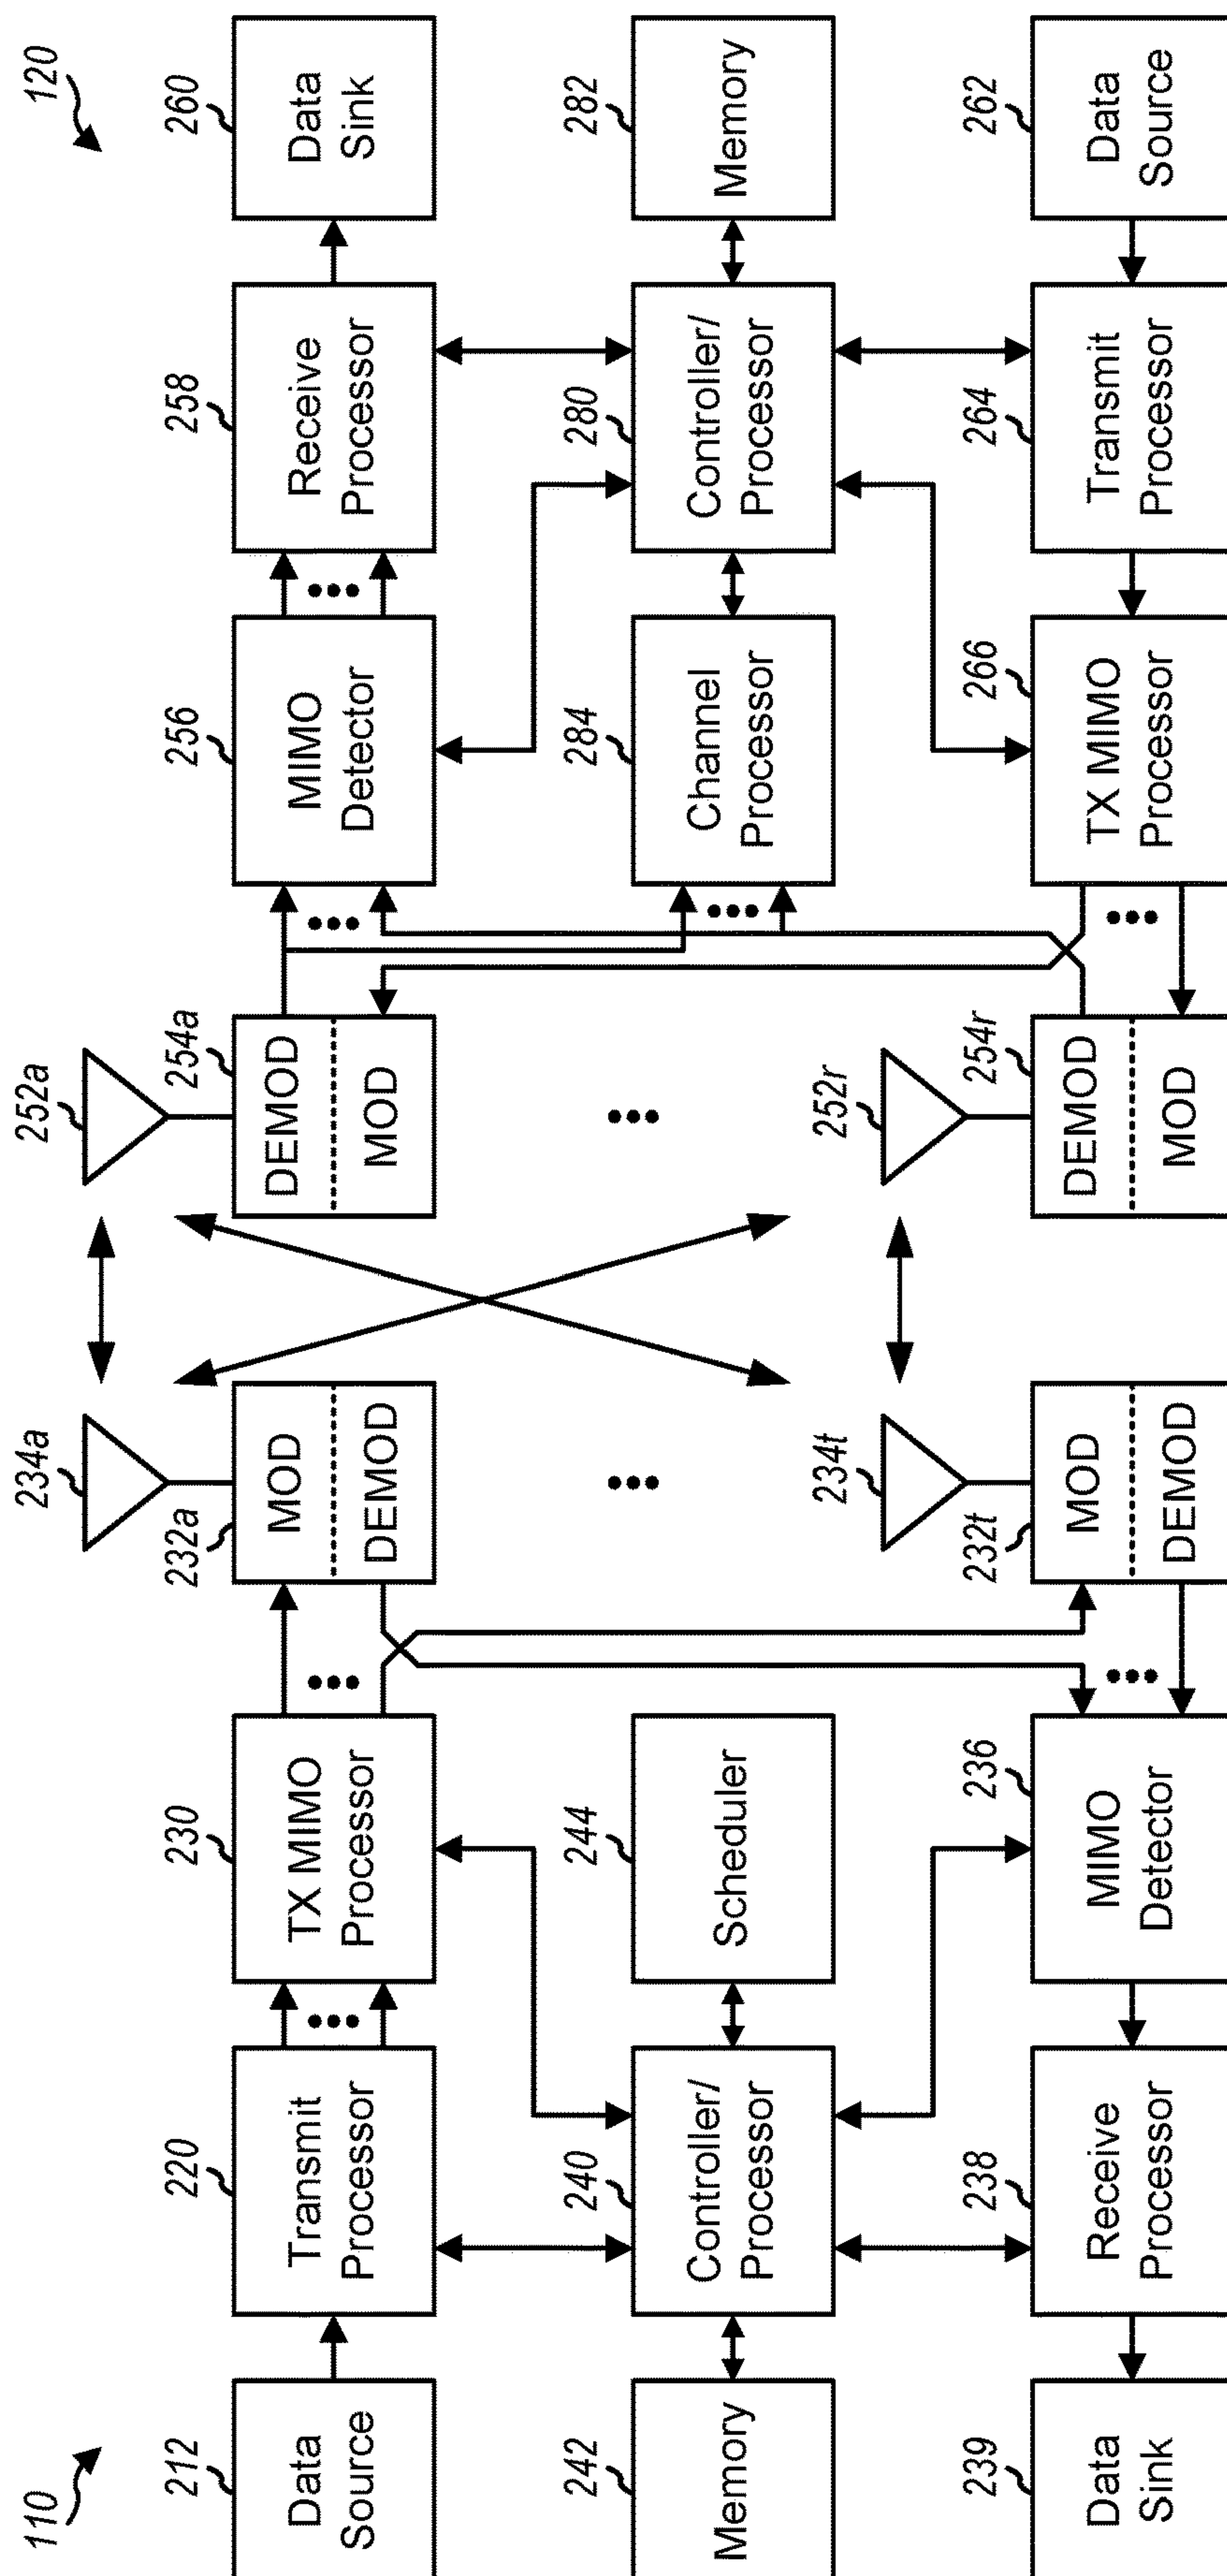 110
120
212
Data
Source
220
Transmit
Processor
230
TX MIMO
Processor
232a
MOD
DEMOD
234a
252a
254a
DEMOD
MOD
256
MIMO
Detector
258
Receive
Processor
260
Data
Sink
242
Memory
240
Controller/
Processor
244
Scheduler
284
Channel
Processor
280
Controller/
Processor
282
Memory
239
Data
Sink
238
Receive
Processor
236
MIMO
Detector
232t
MOD
DEMOD
234t
252r
254r
DEMOD
MOD
266
TX MIMO
Processor
264
Transmit
Processor
262
Data
Source